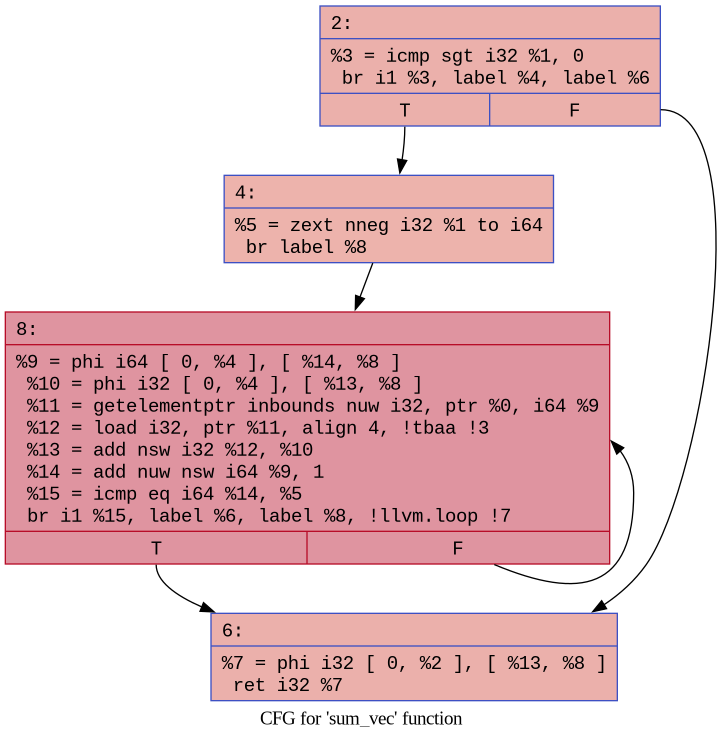 2:
%3 = icmp sgt i32 %1, 0
br i1 %3, label %4, label %6
T F
4:
%5 = zext nneg i32 %1 to i64
br label %8
8:
%9 = phi i64 [ 0, %4 ], [ %14, %8 ]
%10 = phi i32 [ 0, %4 ], [ %13, %8 ]
%11 = getelementptr inbounds nuw i32, ptr %0, i64 %9
%12 = load i32, ptr %11, align 4, !tbaa !3
%13 = add nsw i32 %12, %10
%14 = add nuw nsw i64 %9, 1
%15 = icmp eq i64 %14, %5
br i1 %15, label %6, label %8, !llvm.loop !7
T F
6:
%7 = phi i32 [ 0, %2 ], [ %13, %8 ]
ret i32 %7
CFG for 'sum_vec' function